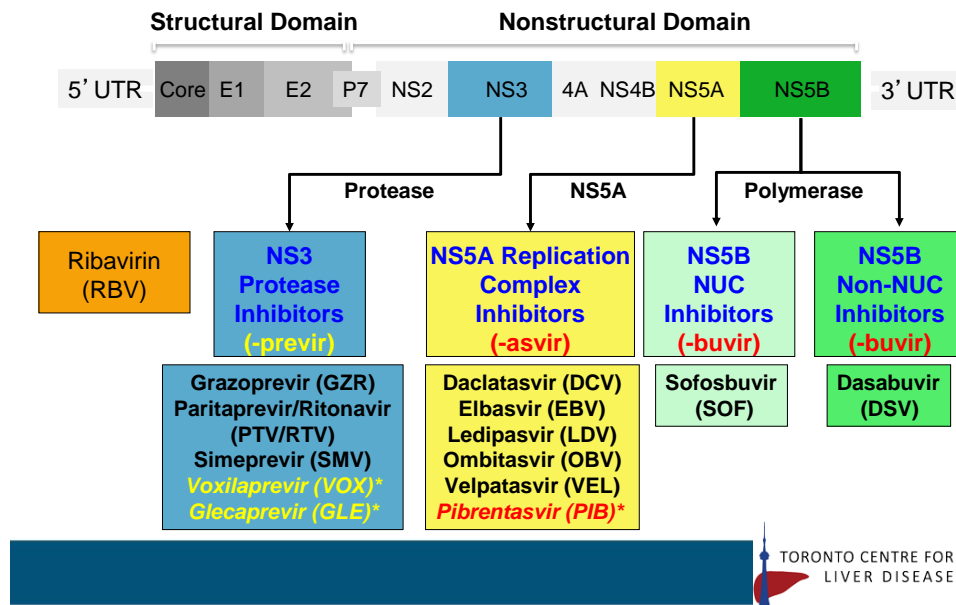 Structural Domain Nonstructural Domain
5’ UTR Core E1 E2 P7 NS2 NS3 4A NS4B NS5A NS5B 3’ UTR
Protease NS5A Polymerase
Ribavirin
(RBV)
NS3
Protease
Inhibitors
(-previr)
NS5A Replication
Complex
Inhibitors
(-asvir)
NS5B
NUC
Inhibitors
(-buvir)
NS5B
Non-NUC
Inhibitors
(-buvir)
Grazoprevir (GZR)
Paritaprevir/Ritonavir
(PTV/RTV)
Simeprevir (SMV)
Voxilaprevir (VOX)*
Glecaprevir (GLE)*
Daclatasvir (DCV)
Elbasvir (EBV)
Ledipasvir (LDV)
Ombitasvir (OBV)
Velpatasvir (VEL)
Pibrentasvir (PIB)*
Sofosbuvir
(SOF)
Dasabuvir
(DSV)
TORONTO CENTRE FOR
LIVER DISEASE